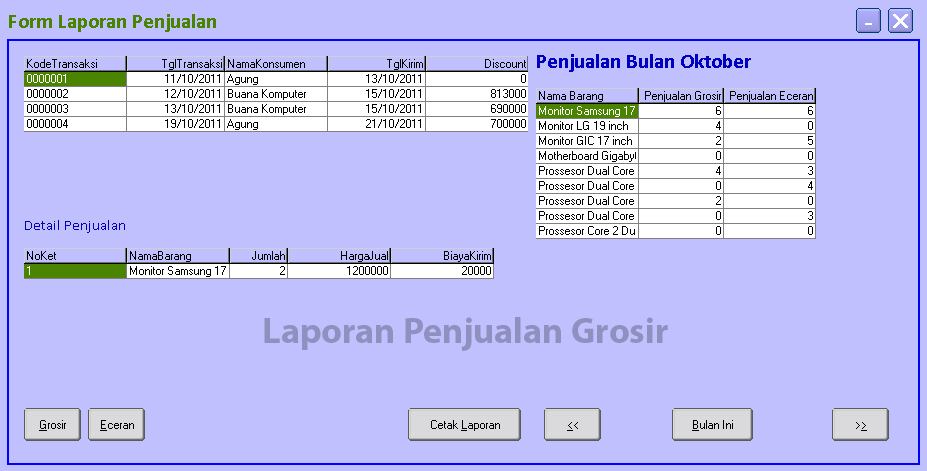 Form Laporan Penjualan
KodeTransaksi TglTransaksi NamaKonsumen TglKirim Discount
0000001 11/10/2011 Agung 13/10/2011 0
0000002 12/10/2011 Buana Komputer 15/10/2011 813000
0000003 13/10/2011 Buana Komputer 15/10/2011 690000
0000004 19/10/2011 Agung 21/10/2011 700000
Penjualan Bulan Oktober
Nama Barang Penjualan Grosir Penjualan Eceran
Monitor Samsung 17 6 6
Monitor LG 19 inch 4 0
Monitor GIC 17 inch 2 5
Motherboard Gigaby 0 0
Prossesor Dual Core 4 3
Prossesor Dual Core 0 4
Prossesor Dual Core 2 0
Prossesor Dual Core 0 3
Prossesor Core 2 Du 0 0
Detail Penjualan
NoKet NamaBarang Jumlah HargaJual BiayaKirim
1 Monitor Samsung 17 2 1200000 20000
Laporan Penjualan Grosir
Grosir Eceran Cetak Laporan << Bulan Ini >>